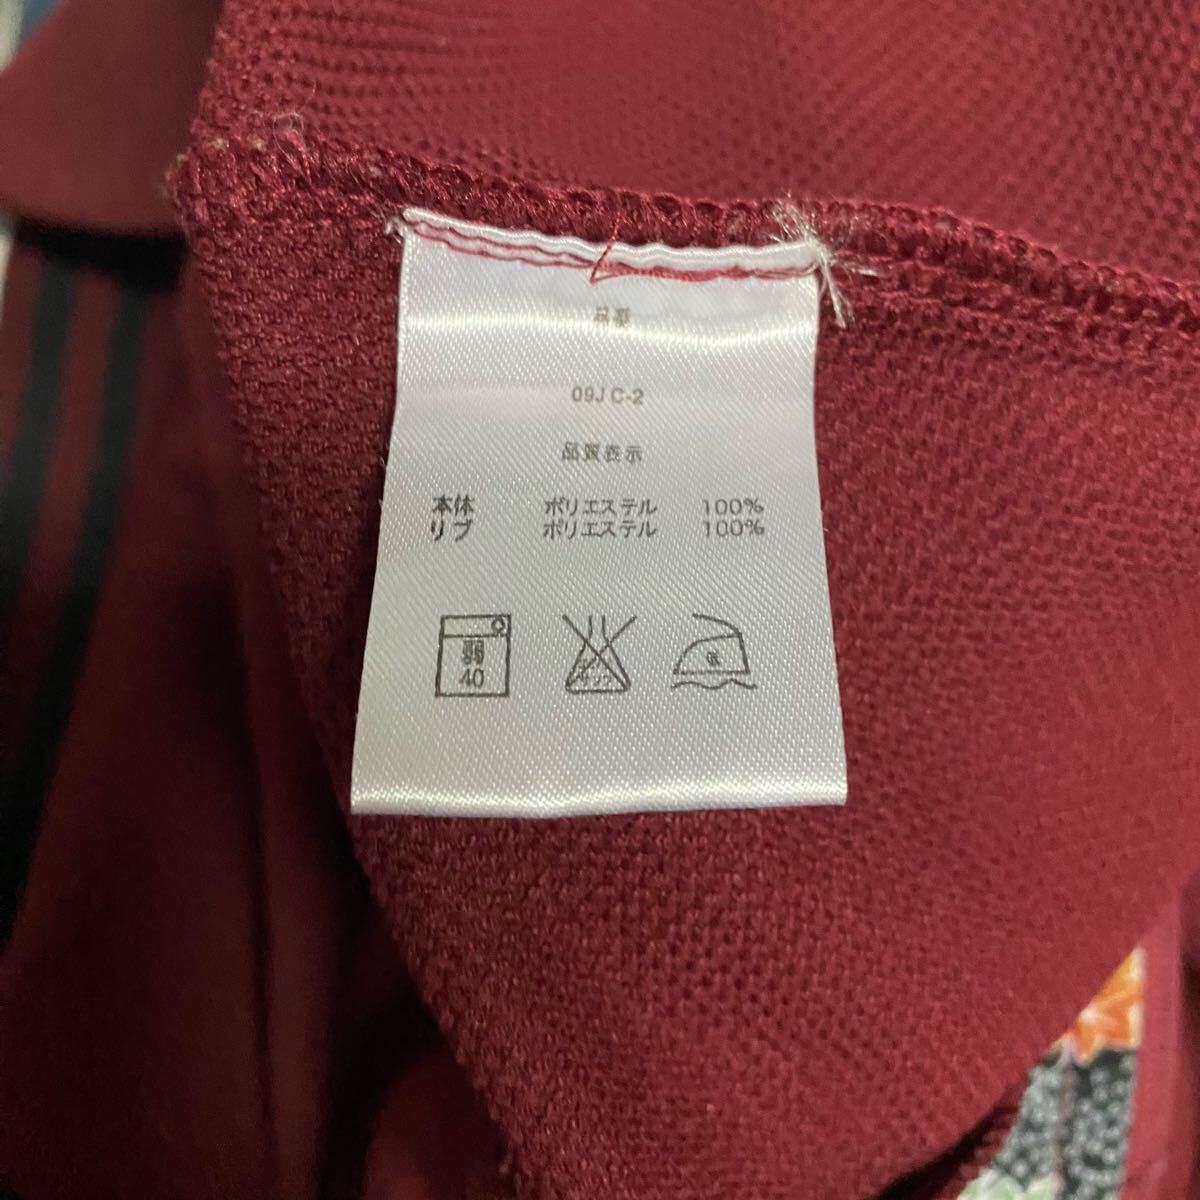 品番
09J C-2
品質表示
本体 ポリエステル 100%
リブ ポリエステル 100%
弱
40